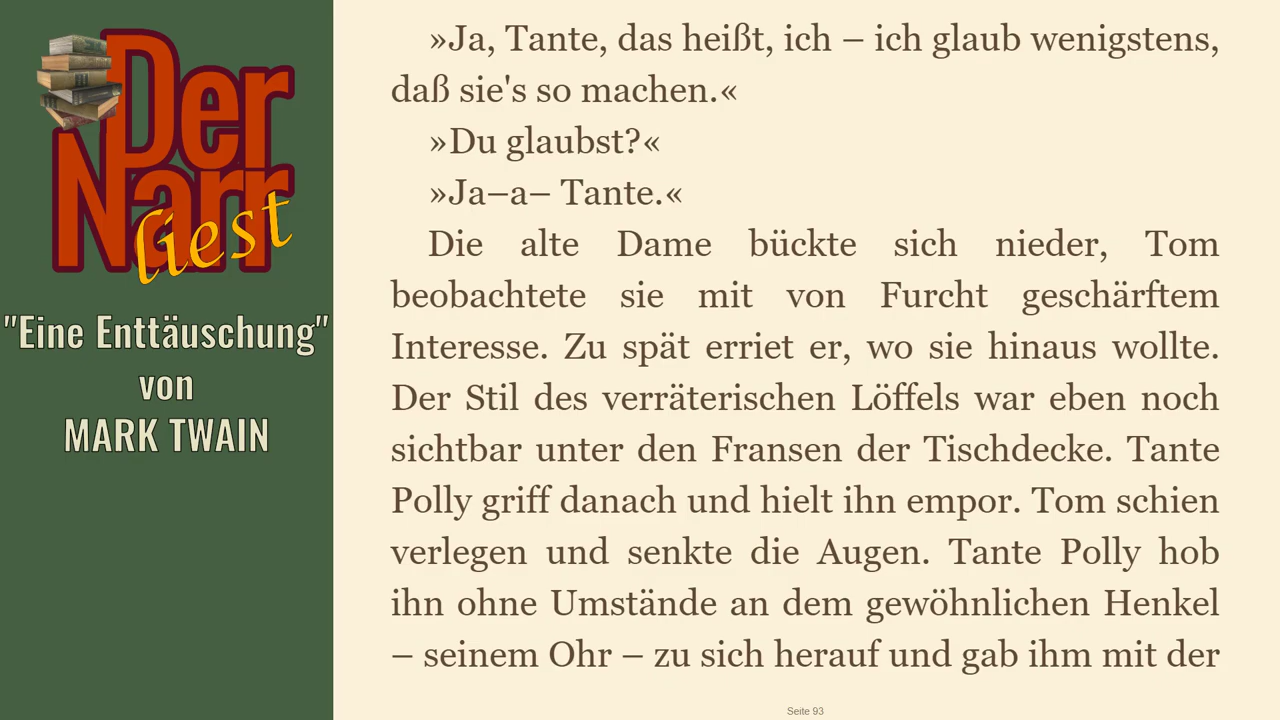 Der
Narr
liest
"Eine Enttäuschung"
von
MARK TWAIN
»Ja, Tante, das heißt, ich – ich glaub wenigstens,
daß sie's so machen.«
»Du glaubst?«
»Ja–a– Tante.«
Die alte Dame bückte sich nieder, Tom
beobachtete sie mit von Furcht geschärftem
Interesse. Zu spät erriet er, wo sie hinaus wollte.
Der Stil des verräterischen Löffels war eben noch
sichtbar unter den Fransen der Tischdecke. Tante
Polly griff danach und hielt ihn empor. Tom schien
verlegen und senkte die Augen. Tante Polly hob
ihn ohne Umstände an dem gewöhnlichen Henkel
– seinem Ohr – zu sich herauf und gab ihm mit der
Seite 93